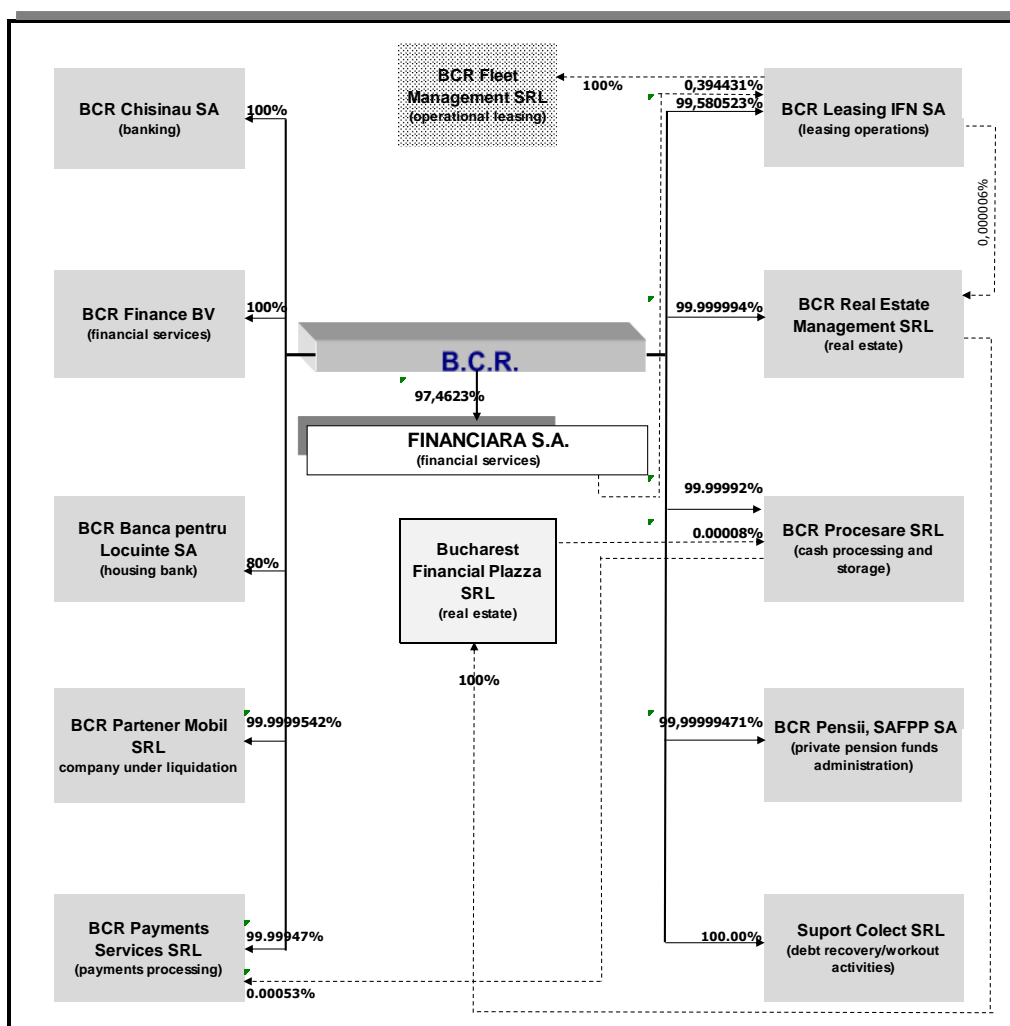 BCR Chisinau SA
(banking)
100%
BCR Fleet
Management SRL
(operational leasing)
100%
0,394431%
99,580523%
BCR Leasing IFN SA
(leasing operations)
0,000006%
BCR Finance BV
(financial services)
100%
99.999994%
BCR Real Estate
Management SRL
(real estate)
B.C.R.
97,4623%
FINANCIARA S.A.
(financial services)
BCR Banca pentru
Locuinte SA
(housing bank)
80%
Bucharest
Financial Plazza
SRL
(real estate)
100%
99.99992%
0.00008%
BCR Procesare SRL
(cash processing and
storage)
BCR Partener Mobil
SRL
company under liquidation
99.9999542%
99,99999471%
BCR Pensii, SAFPP SA
(private pension funds
administration)
BCR Payments
Services SRL
(payments processing)
99.99947%
0.00053%
100.00%
Suport Colect SRL
(debt recovery/workout
activities)